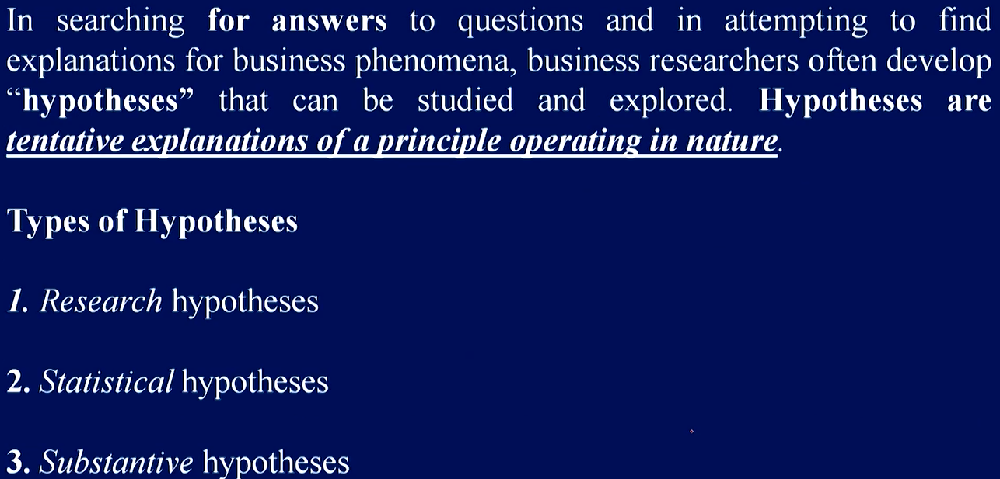 In searching for answers to questions and in attempting to find
explanations for business phenomena, business researchers often develop
“hypotheses” that can be studied and explored. Hypotheses are
tentative explanations of a principle operating in nature.
Types of Hypotheses
1. Research hypotheses
2. Statistical hypotheses
3. Substantive hypotheses